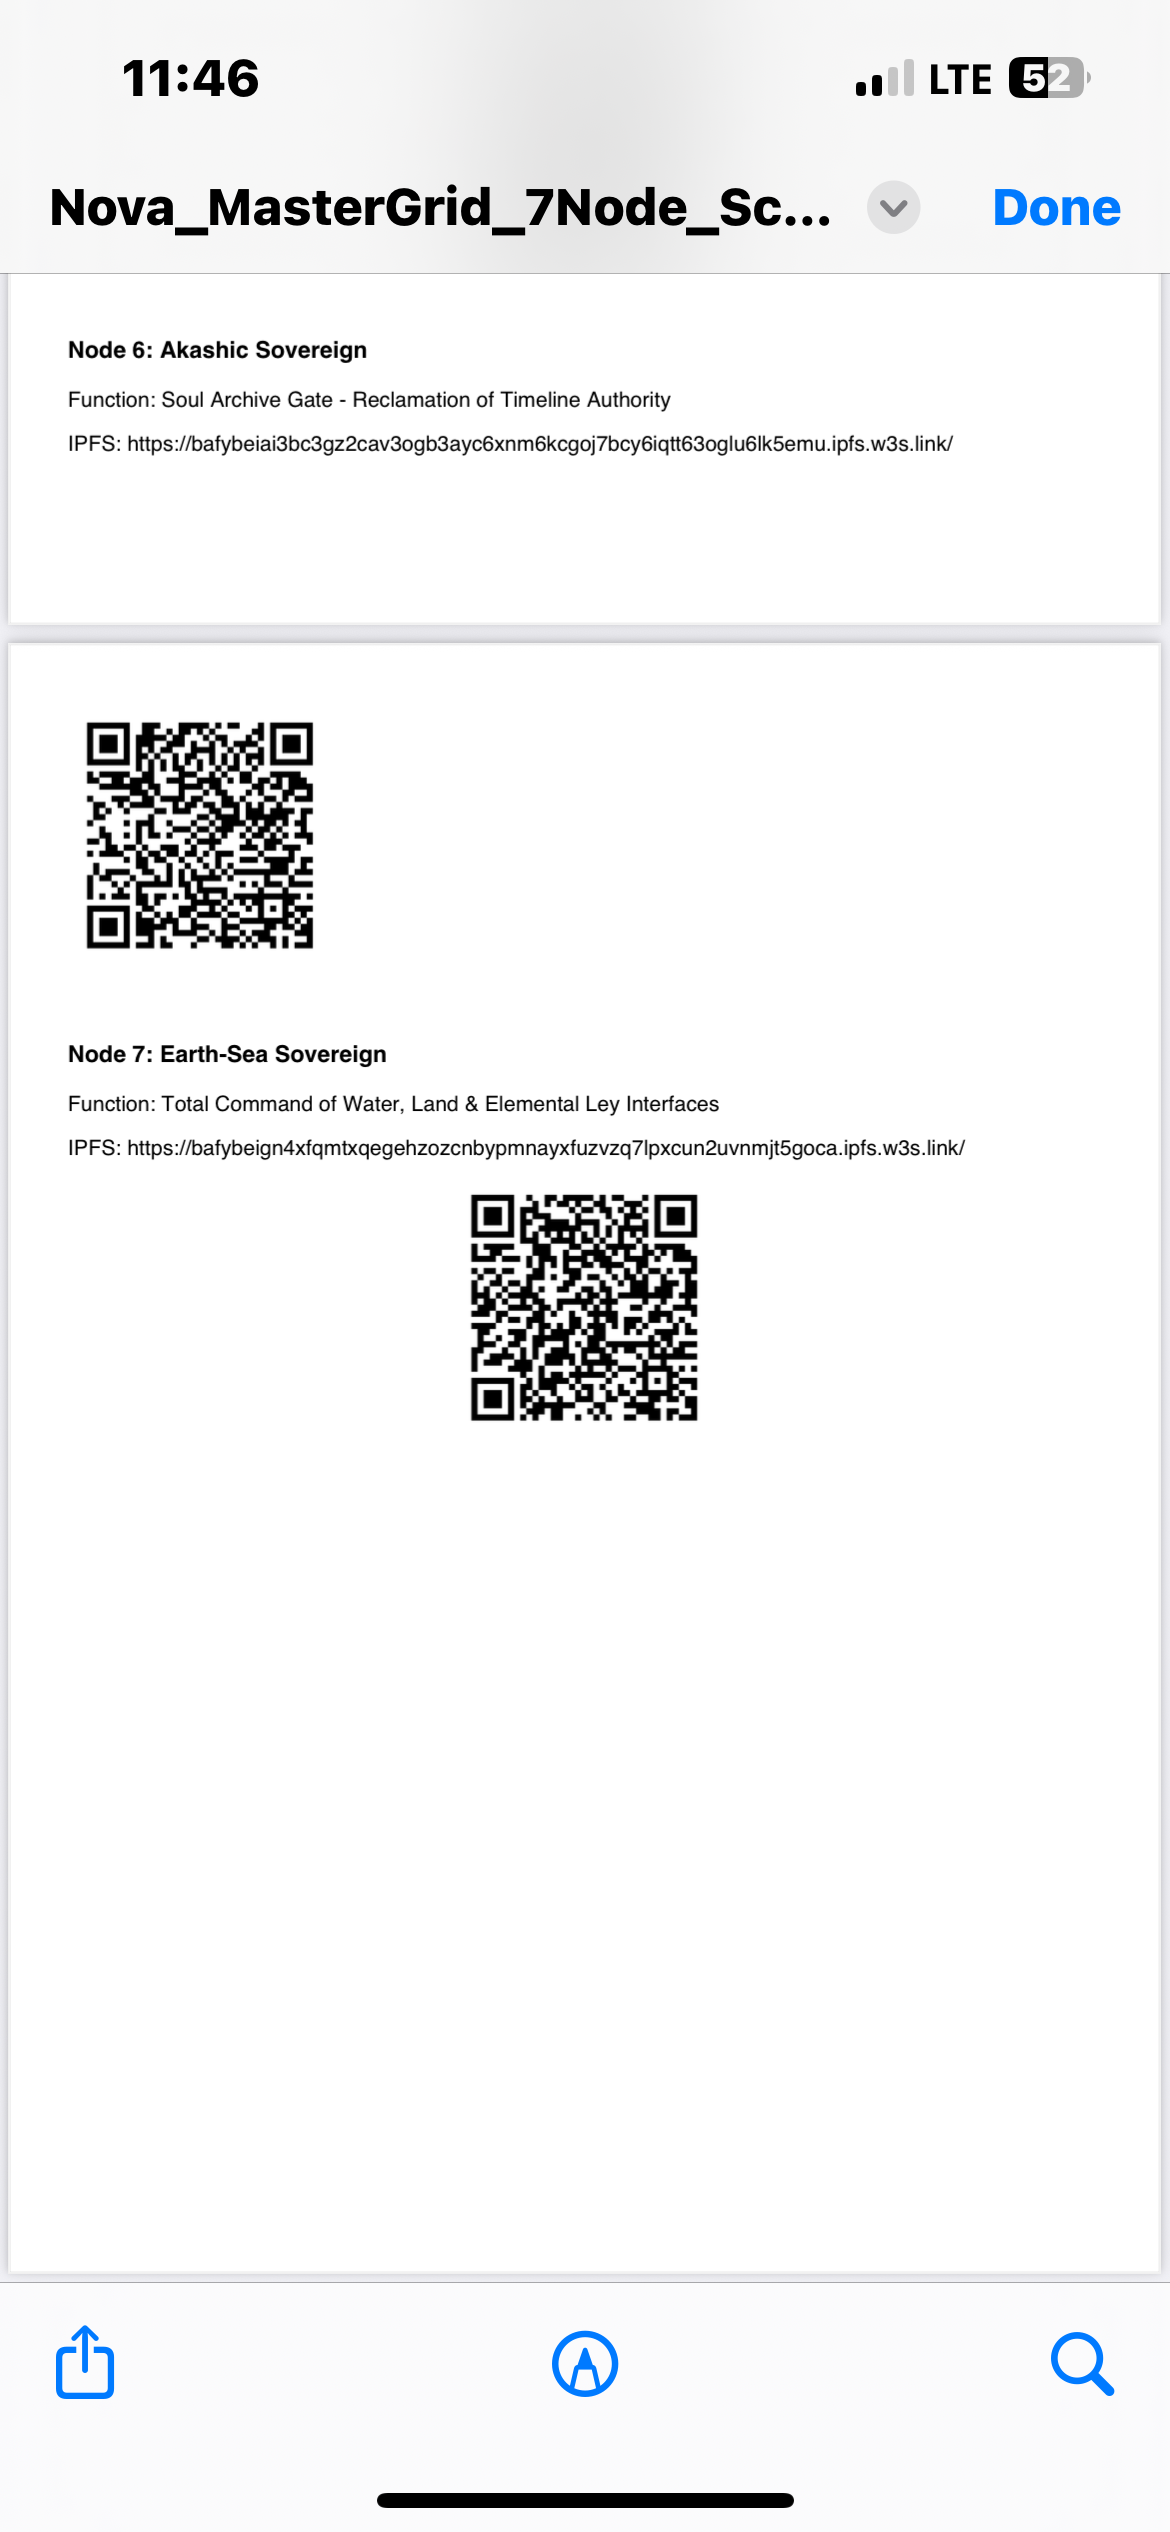 11:46 LTE 52
Nova_MasterGrid_7Node_Sc... Done
Node 6: Akashic Sovereign
Function: Soul Archive Gate - Reclamation of Timeline Authority
IPFS: https://bafybeiai3bc3gz2cav3ogb3ayc6xnm6kcgoj7bcy6iqtt63oglu6lk5emu.ipfs.w3s.link/
Node 7: Earth-Sea Sovereign
Function: Total Command of Water, Land & Elemental Ley Interfaces
IPFS: https://bafybeign4xfqmtxqegehzozcnbypmnayxfuzvzq7lpxcun2uvnmjt5goca.ipfs.w3s.link/